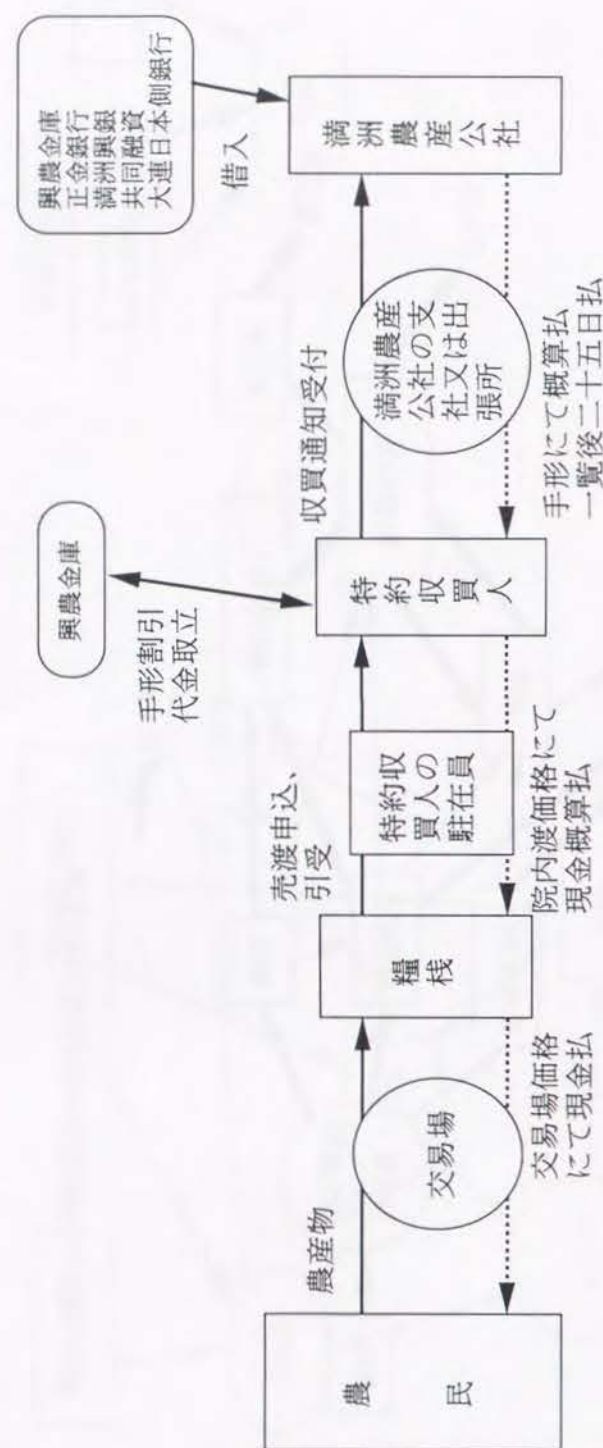 農民
農産物
交易場
交易場価格
にて現金払
糧桟
売渡申込、
引受
特約収
買人の
駐在員
院内渡価格にて
現金概算払
特約収買人
興農金庫
手形割引
代金取立
収買通知受付
満洲農産
公社の支
社又は出
張所
手形にて概算払
一覧後二十五日払
満洲農産公社
借入
興農金庫
正金銀行
満洲興銀
共同融資
大連日本側銀行